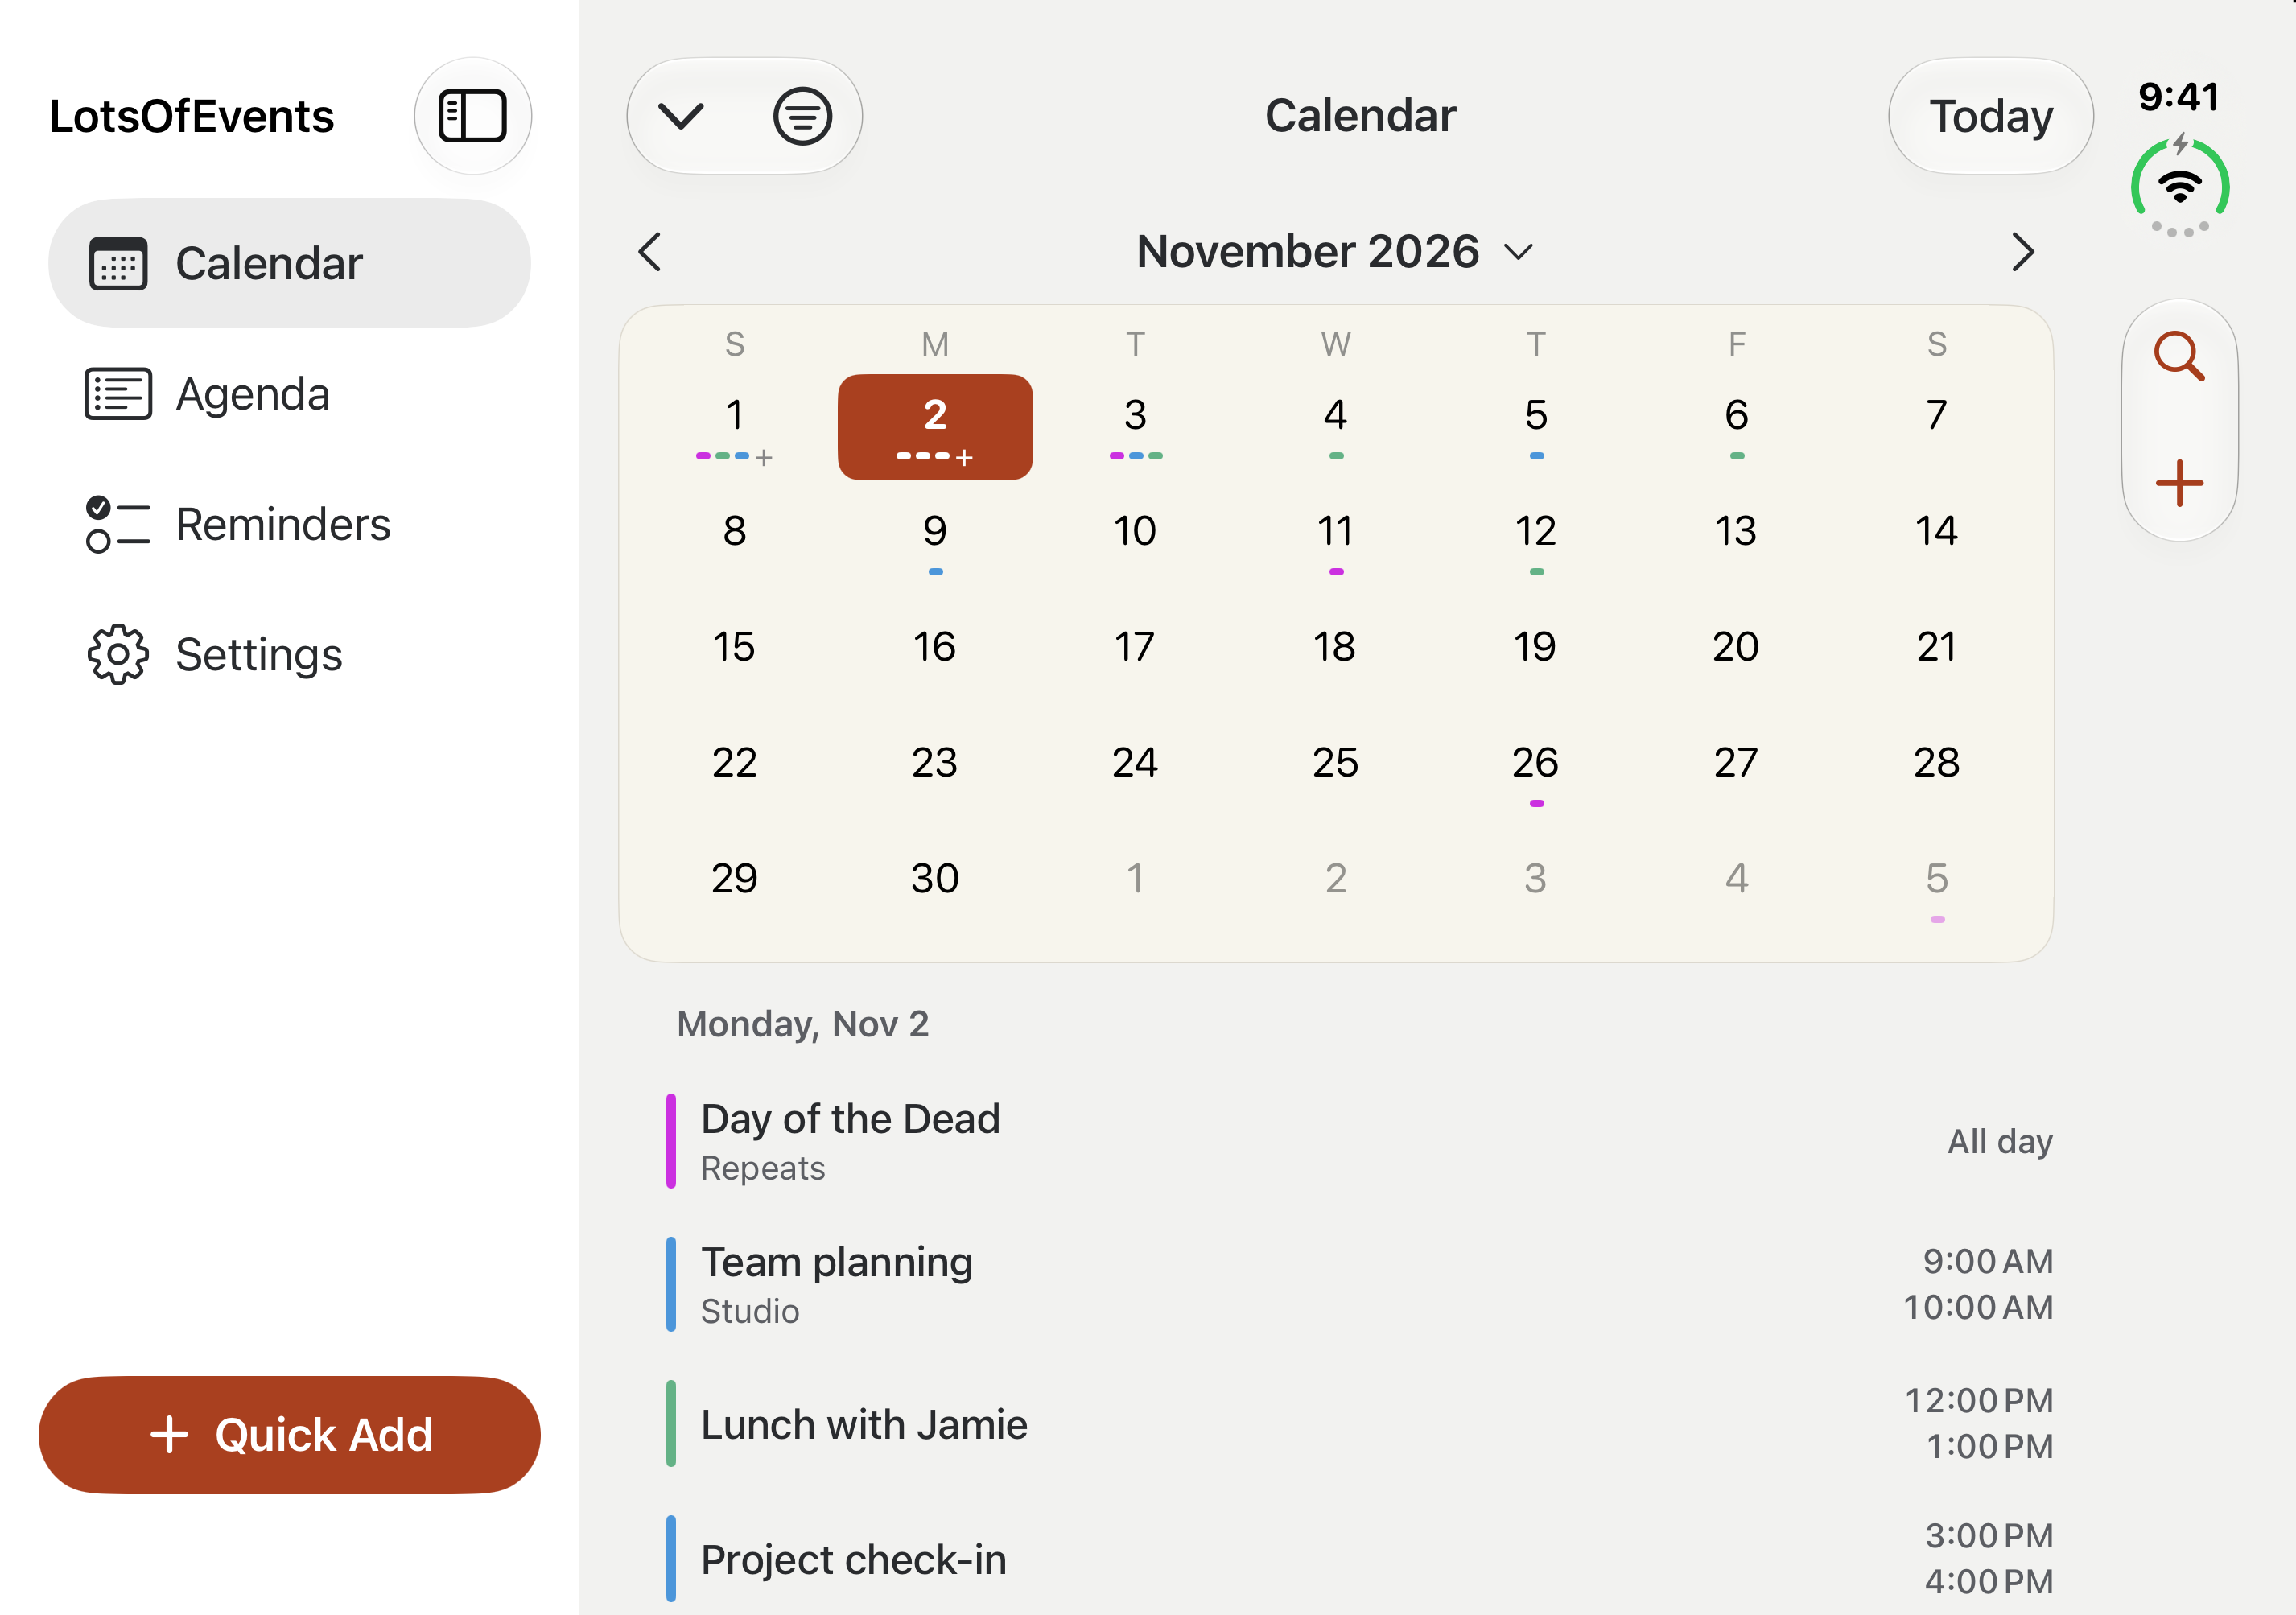 LotsOfEvents
Calendar
Agenda
Reminders
Settings
+ Quick Add
Calendar
Today
9:41
November 2026
S M T W T F S
1 2 3 4 5 6 7
8 9 10 11 12 13 14
15 16 17 18 19 20 21
22 23 24 25 26 27 28
29 30 1 2 3 4 5
Monday, Nov 2
Day of the Dead
Repeats
All day
Team planning
Studio
9:00 AM
10:00 AM
Lunch with Jamie
12:00 PM
1:00 PM
Project check-in
3:00 PM
4:00 PM